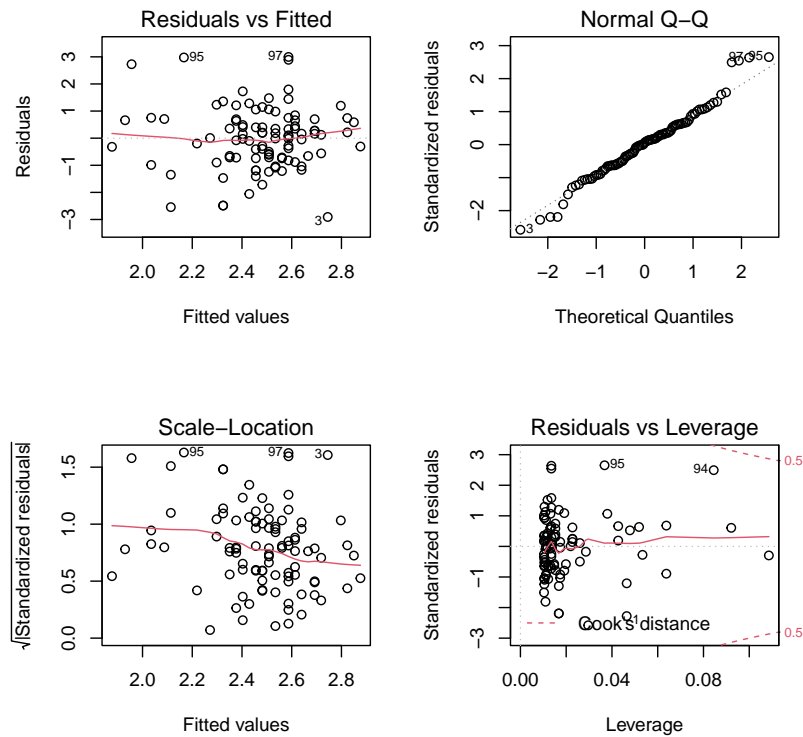 Residuals vs Fitted
Residuals
3
1
−1
−3
95
97
3
2.0 2.2 2.4 2.6 2.8
Fitted values
Normal Q−Q
Standardized residuals
3
2
0
−2
97 95
3
−2 −1 0 1 2
Theoretical Quantiles
Scale−Location
√|Standardized residuals|
1.5
1.0
0.5
0.0
95
97
3
2.0 2.2 2.4 2.6 2.8
Fitted values
Residuals vs Leverage
Standardized residuals
3
1
−1
−3
95
94
0.5
0.5
Cook's distance
1
0.00 0.04 0.08
Leverage